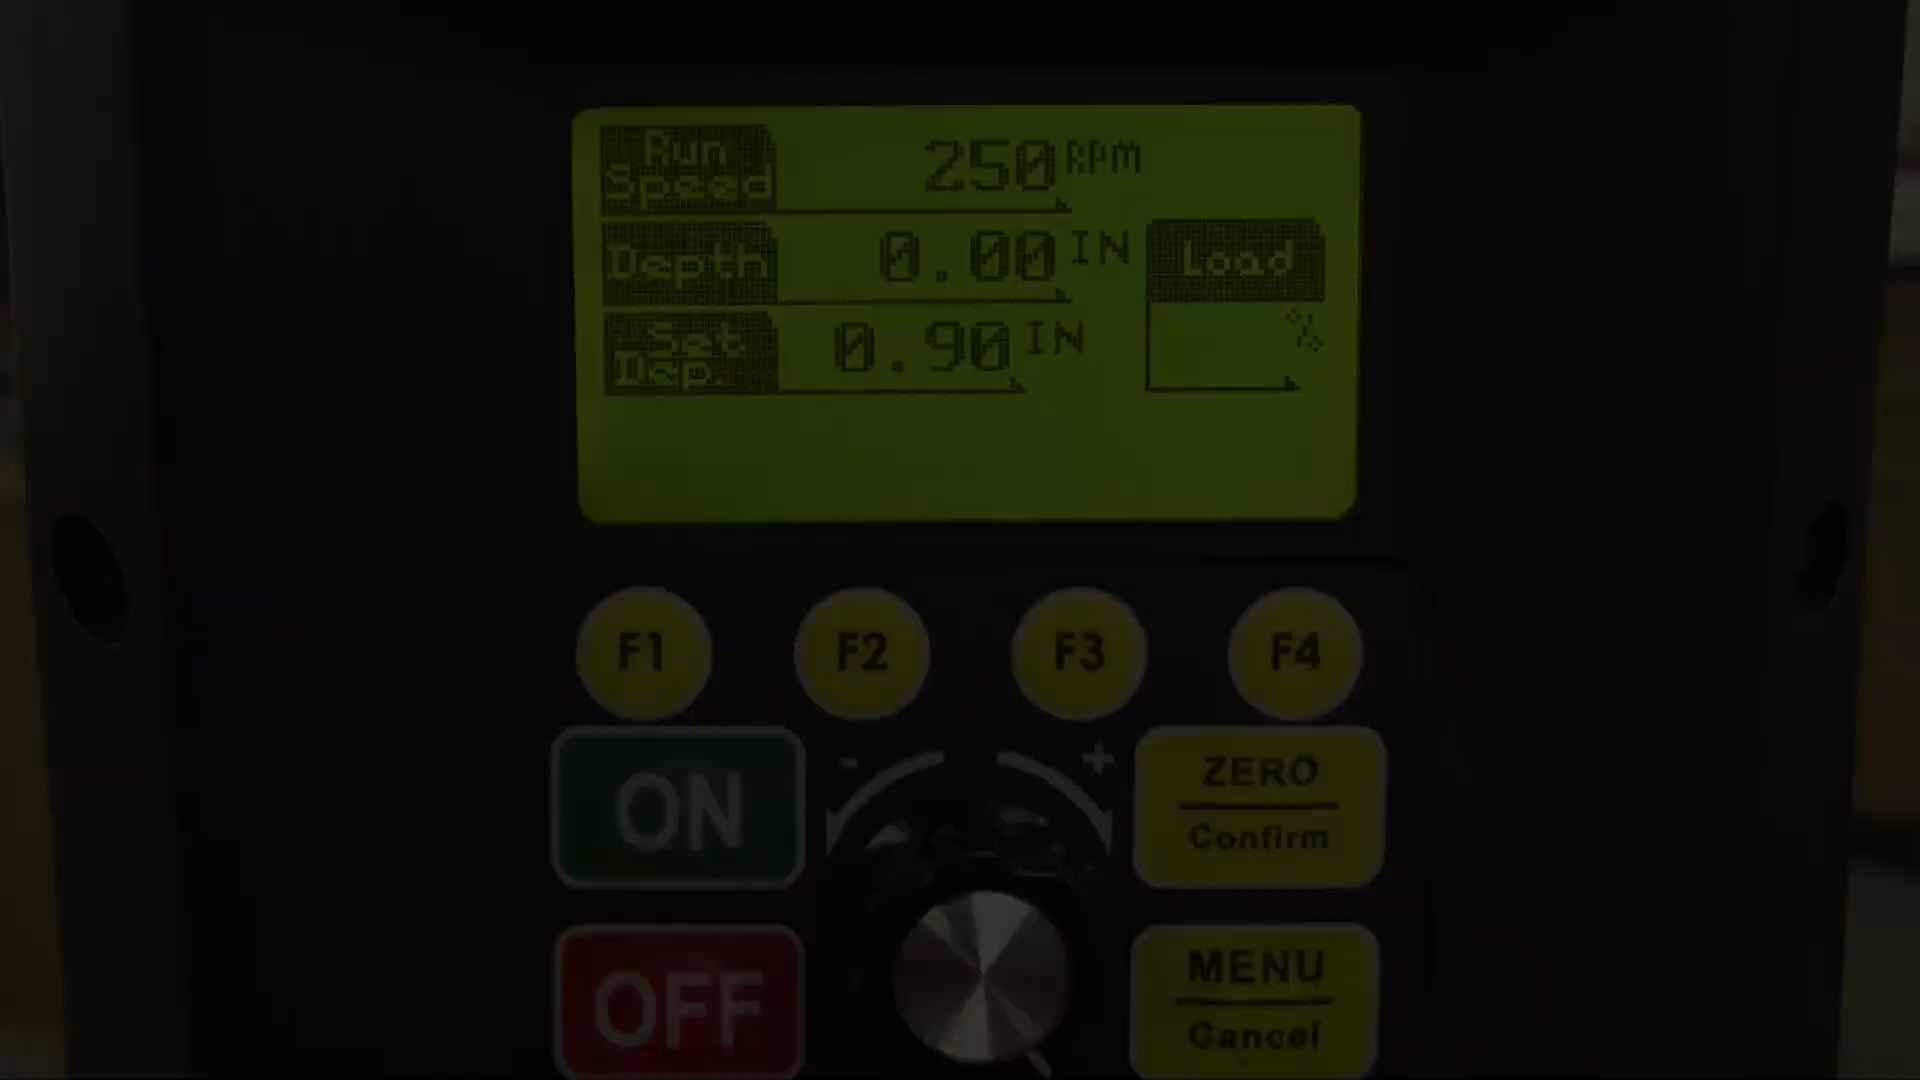 Run Speed 250 RPM
Depth 0.00 IN Load
Set Dep. 0.90 IN %
F1 F2 F3 F4
- +
ON ZERO
Confirm
OFF MENU
Cancel